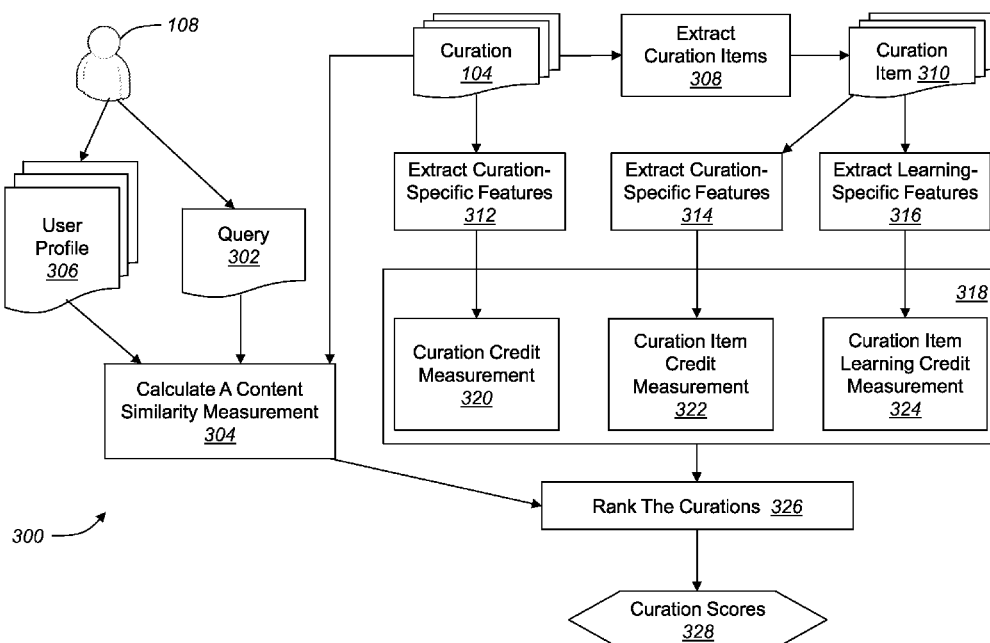 108
Curation
104
Extract
Curation Items
308
Curation
Item 310
User
Profile
306
Query
302
Extract Curation-
Specific Features
312
Extract Curation-
Specific Features
314
Extract Learning-
Specific Features
316
318
Curation Credit
Measurement
320
Curation Item
Credit
Measurement
322
Curation Item
Learning Credit
Measurement
324
Calculate A Content
Similarity Measurement
304
Rank The Curations 326
300
Curation Scores
328